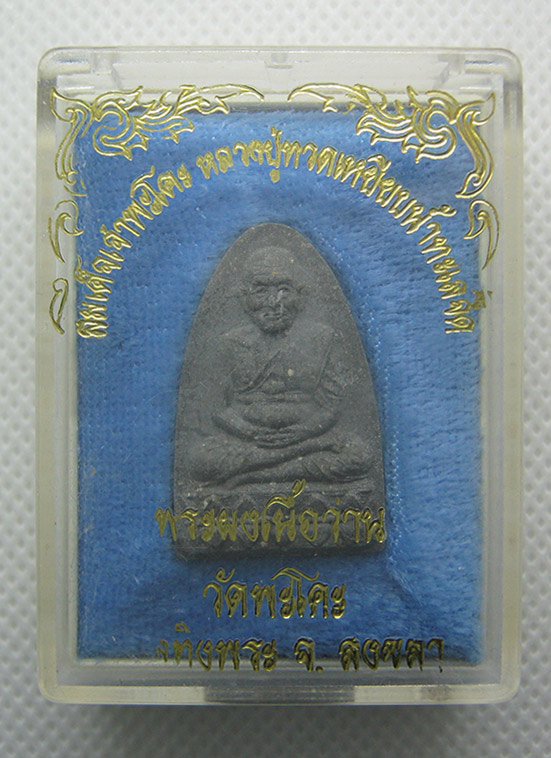 สมเด็จเจ้าพะโคะ หลวงปู่ทวดเหยียบน้ำทะเลจืด
พระผงเนื้อว่าน
วัดพะโคะ
ทิงพระ จ. สงขลา